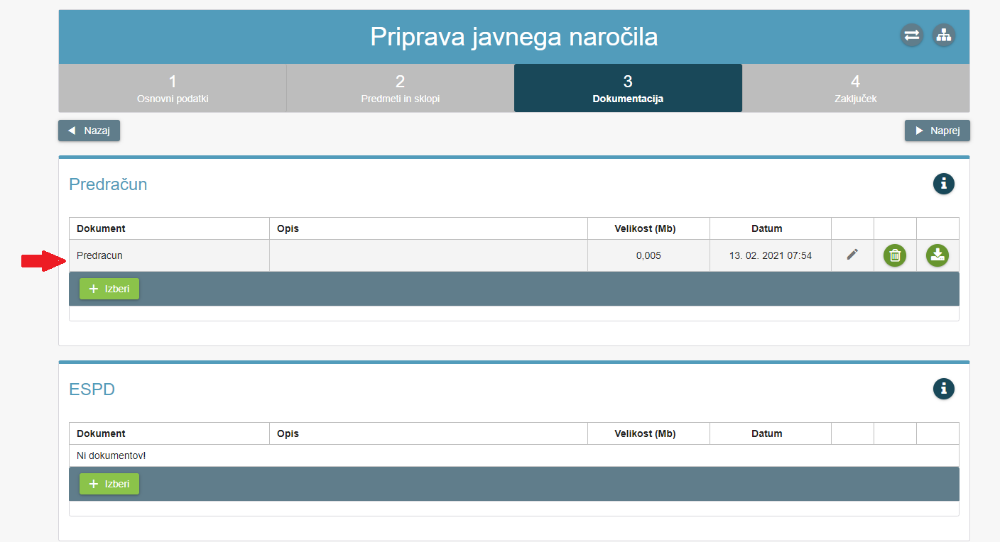 Priprava javnega naročila
1
Osnovni podatki
2
Predmeti in sklopi
3
Dokumentacija
4
Zaključek
Nazaj
Naprej
Predračun
Dokument Opis Velikost (Mb) Datum
Predracun 0,005 13. 02. 2021 07:54
+ Izberi
ESPD
Dokument Opis Velikost (Mb) Datum
Ni dokumentov!
+ Izberi